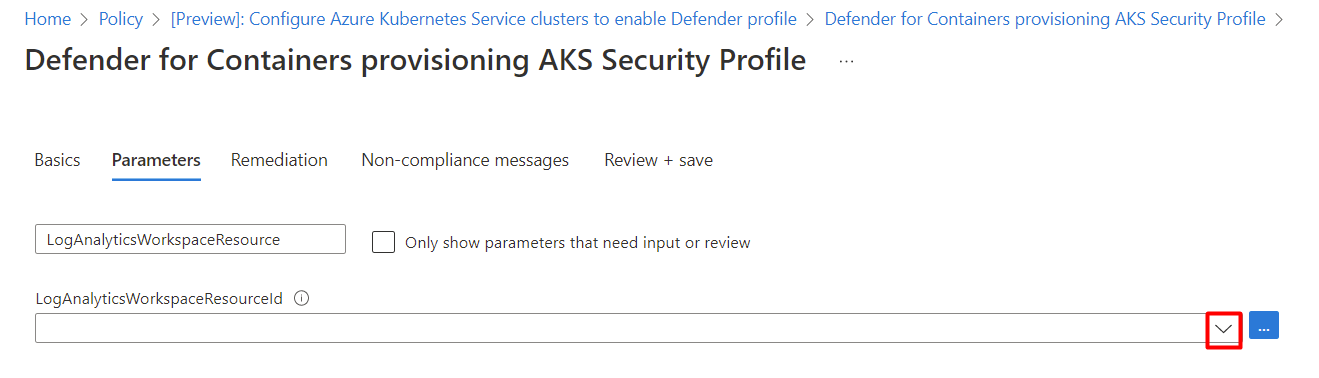 Home > Policy > [Preview]: Configure Azure Kubernetes Service clusters to enable Defender profile > Defender for Containers provisioning AKS Security Profile >
Defender for Containers provisioning AKS Security Profile ...
Basics Parameters Remediation Non-compliance messages Review + save
LogAnalyticsWorkspaceResource Only show parameters that need input or review
LogAnalyticsWorkspaceResourceId
...